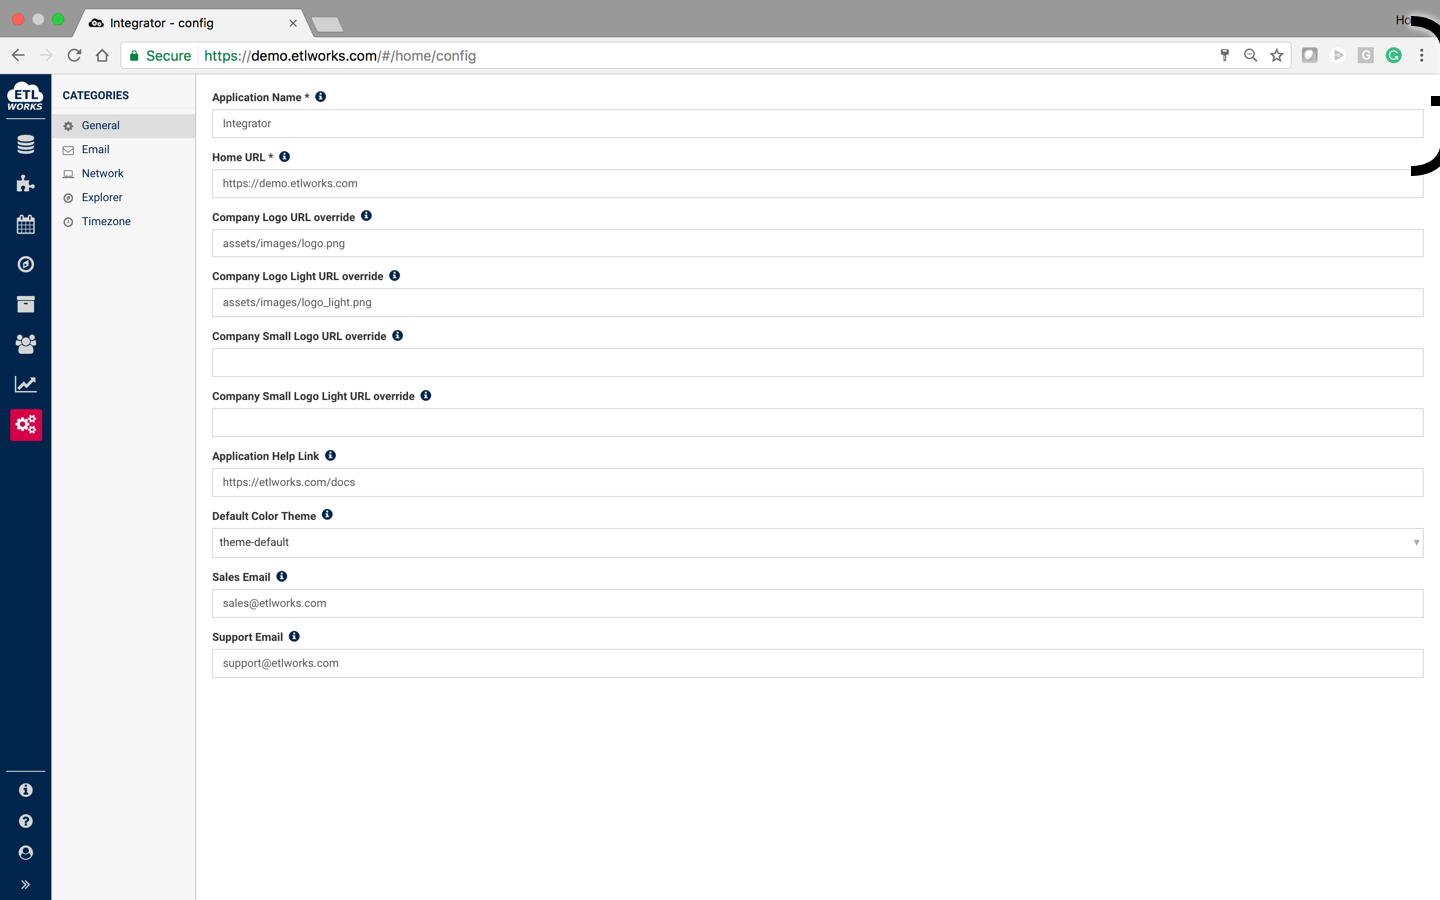 Integrator - config
Ho
Secure https://demo.etlworks.com/#/home/config
ETL
WORKS
CATEGORIES
General
Email
Network
Explorer
Timezone
Application Name *
Integrator
Home URL *
https://demo.etlworks.com
Company Logo URL override
assets/images/logo.png
Company Logo Light URL override
assets/images/logo_light.png
Company Small Logo URL override
Company Small Logo Light URL override
Application Help Link
https://etlworks.com/docs
Default Color Theme
theme-default
Sales Email
sales@etlworks.com
Support Email
support@etlworks.com